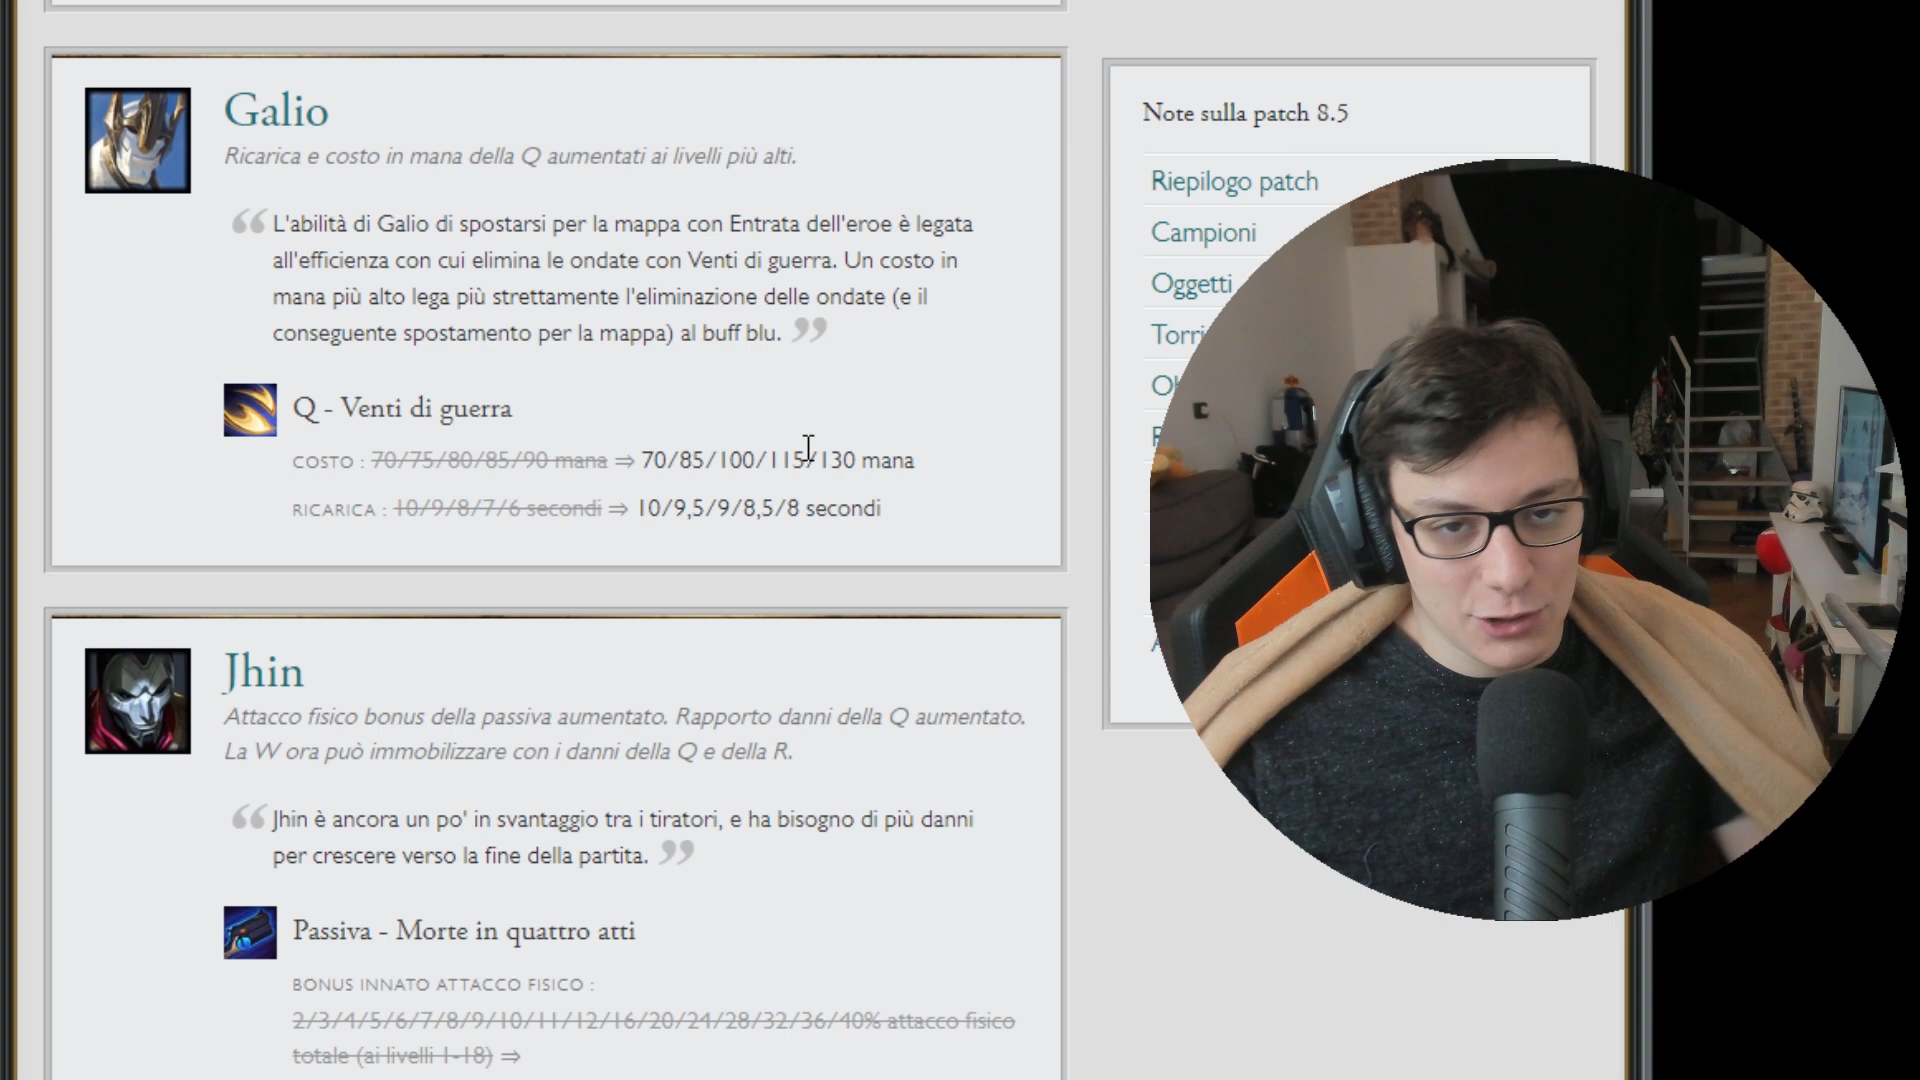 Galio
Ricarica e costo in mana della Q aumentati ai livelli più alti.
“ L'abilità di Galio di spostarsi per la mappa con Entrata dell'eroe è legata
all'efficienza con cui elimina le ondate con Venti di guerra. Un costo in
mana più alto lega più strettamente l'eliminazione delle ondate (e il
conseguente spostamento per la mappa) al buff blu. ”
Q - Venti di guerra
COSTO : 70/75/80/85/90 mana ⇒ 70/85/100/115/130 mana
RICARICA : 10/9/8/7/6 secondi ⇒ 10/9,5/9/8,5/8 secondi
Jhin
Attacco fisico bonus della passiva aumentato. Rapporto danni della Q aumentato.
La W ora può immobilizzare con i danni della Q e della R.
“ Jhin è ancora un po' in svantaggio tra i tiratori, e ha bisogno di più danni
per crescere verso la fine della partita. ”
Passiva - Morte in quattro atti
BONUS INNATO ATTACCO FISICO :
2/3/4/5/6/7/8/9/10/11/12/16/20/24/28/32/36/40% attacco fisico
totale (ai livelli 1-18) ⇒
Note sulla patch 8.5
Riepilogo patch
Campioni
Oggetti
Torri